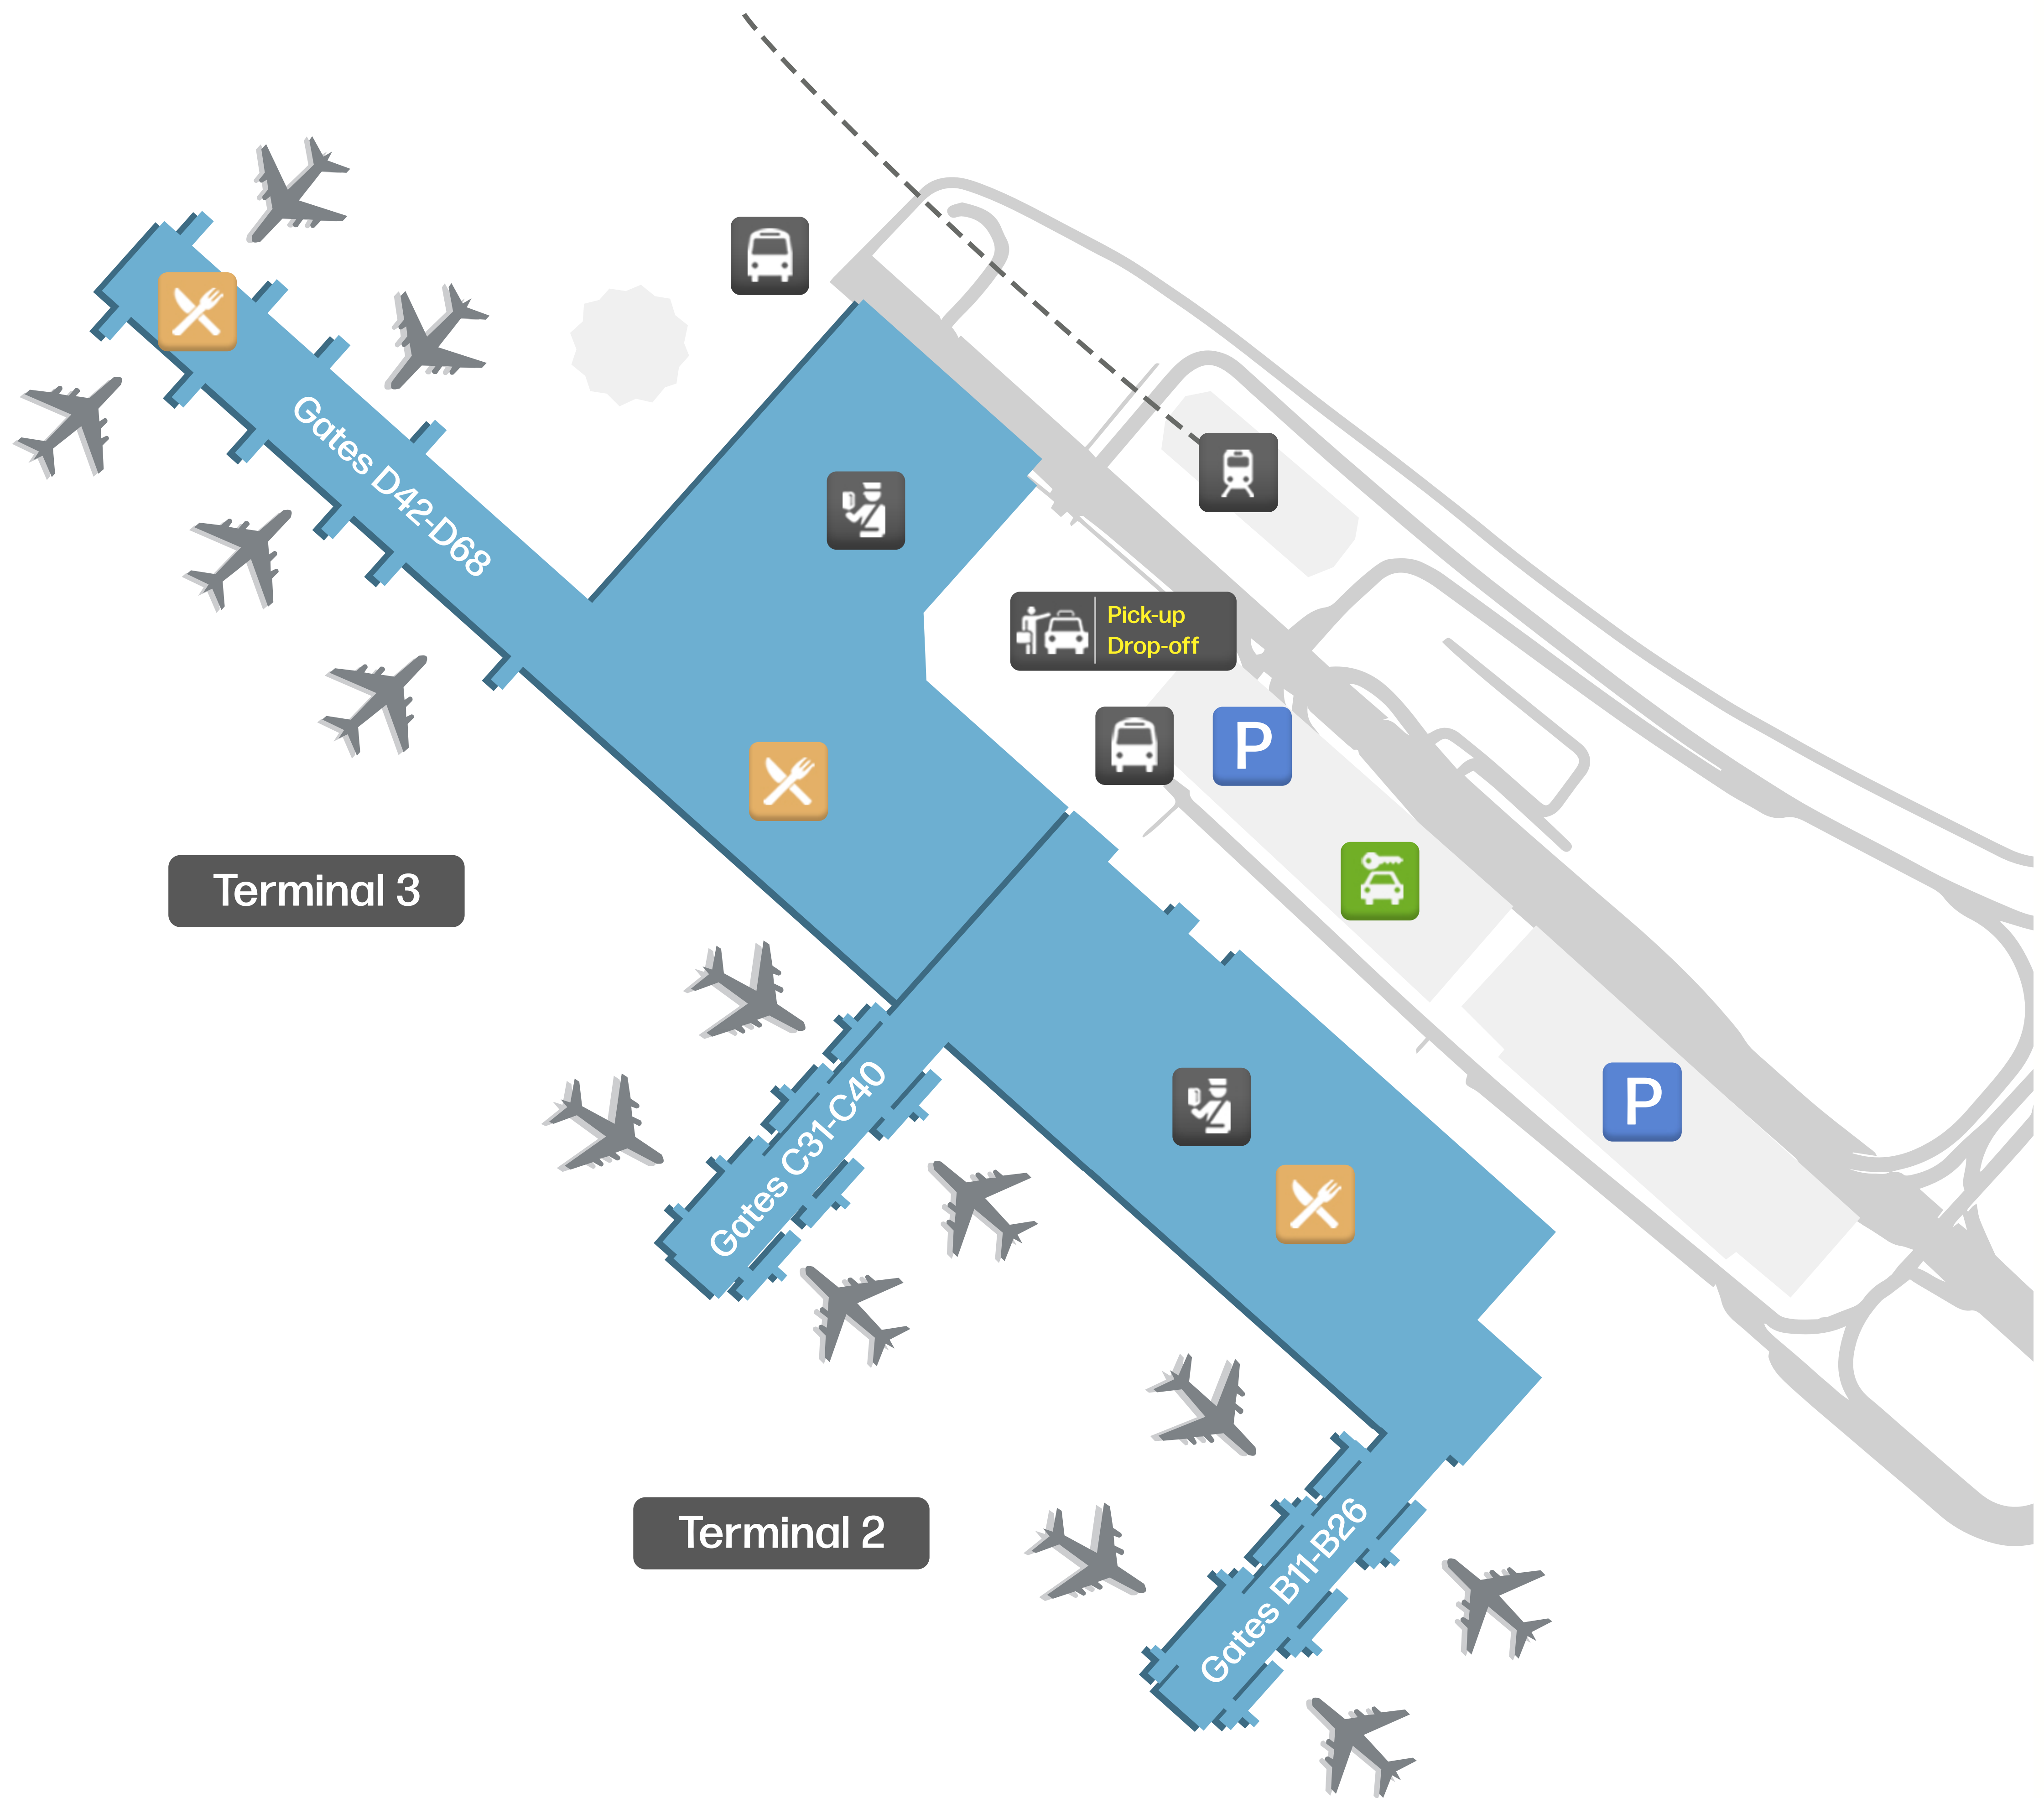 Gates D42-D68
Pick-up
Drop-off
P
Terminal 3
Gates C31-C40
P
Terminal 2
Gates B11-B26